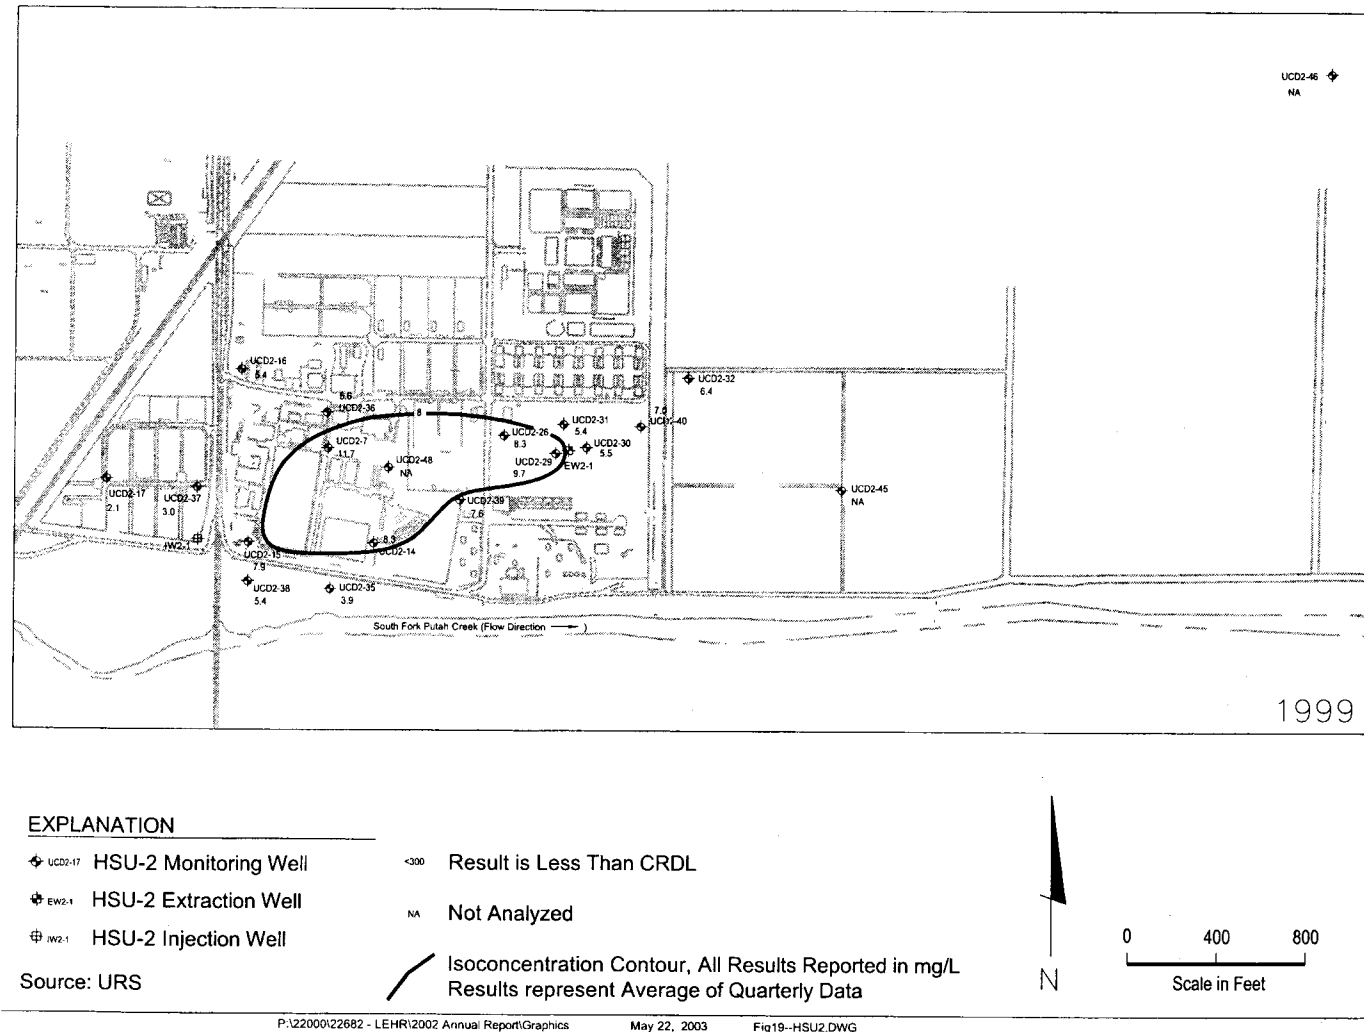 UCD2-46
NA
UCD2-16
5.4
UCD2-32
6.4
5.6
UCD2-36
8
7.0
UCD2-40
UCD2-31
5.4
UCD2-26
8.3
UCD2-7
11.7
UCD2-30
5.5
UCD2-29
9.7
EW2-1
UCD2-48
NA
UCD2-17
2.1
UCD2-37
3.0
UCD2-45
NA
UCD2-39
7.6
IW2-1
8.3
UCD2-14
UCD2-15
7.9
UCD2-38
5.4
UCD2-35
3.9
South Fork Putah Creek (Flow Direction )
1999
EXPLANATION
UCD2-17 HSU-2 Monitoring Well
EW2-1 HSU-2 Extraction Well
IW2-1 HSU-2 Injection Well
Source: URS
<300 Result is Less Than CRDL
NA Not Analyzed
Isoconcentration Contour, All Results Reported in mg/L
Results represent Average of Quarterly Data
N
0 400 800
Scale in Feet
P:\22000\22682 - LEHR\2002 Annual Report\Graphics May 22, 2003 Fig19--HSU2.DWG